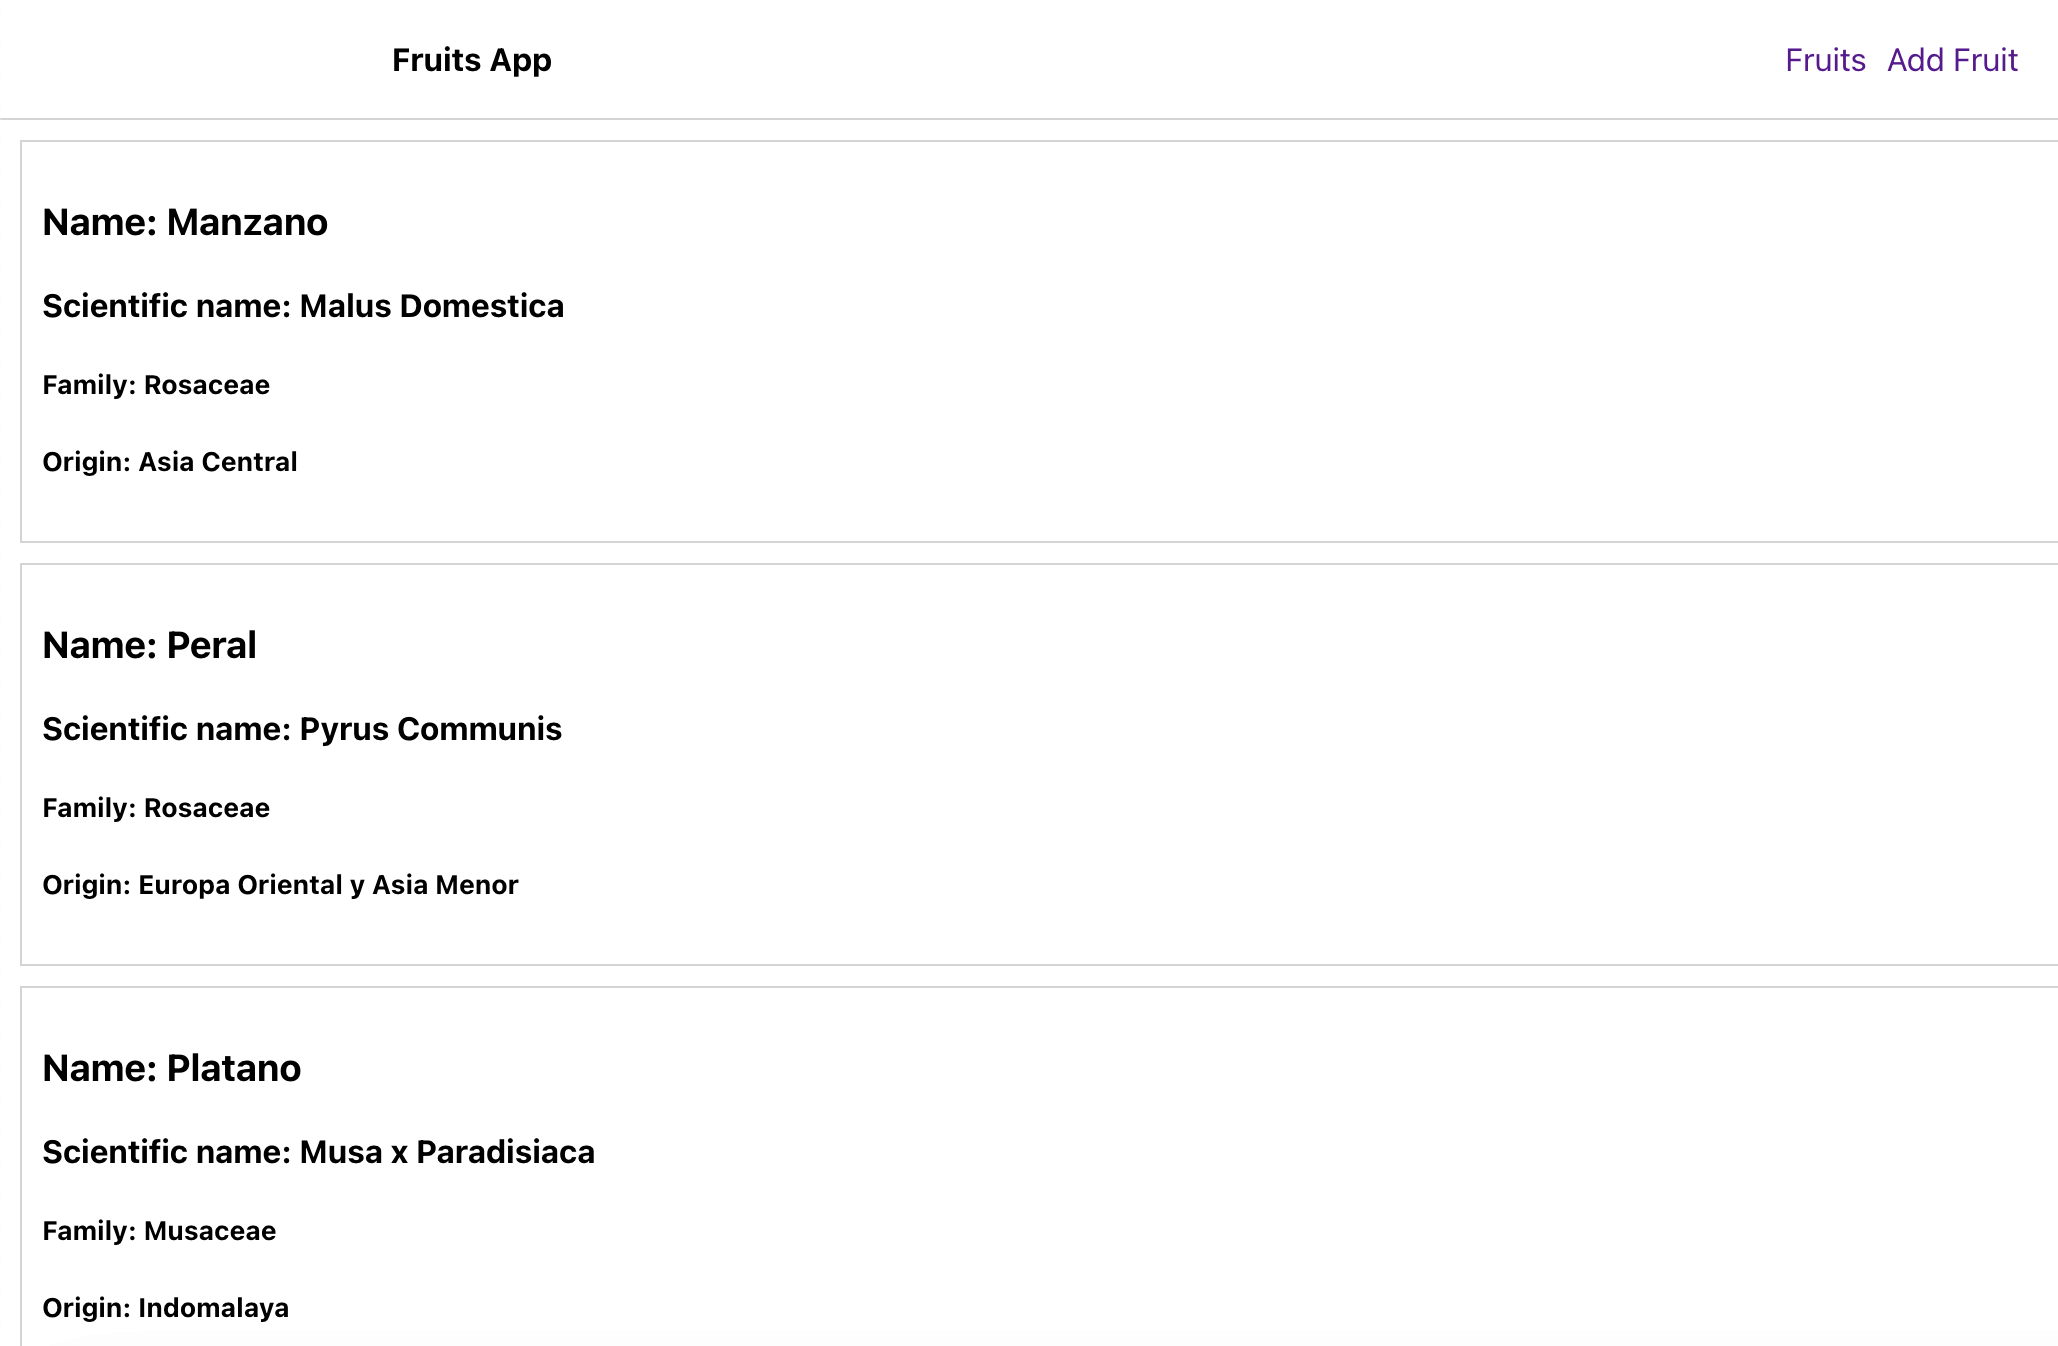 Fruits App
Fruits Add Fruit
Name: Manzano
Scientific name: Malus Domestica
Family: Rosaceae
Origin: Asia Central
Name: Peral
Scientific name: Pyrus Communis
Family: Rosaceae
Origin: Europa Oriental y Asia Menor
Name: Platano
Scientific name: Musa x Paradisiaca
Family: Musaceae
Origin: Indomalaya